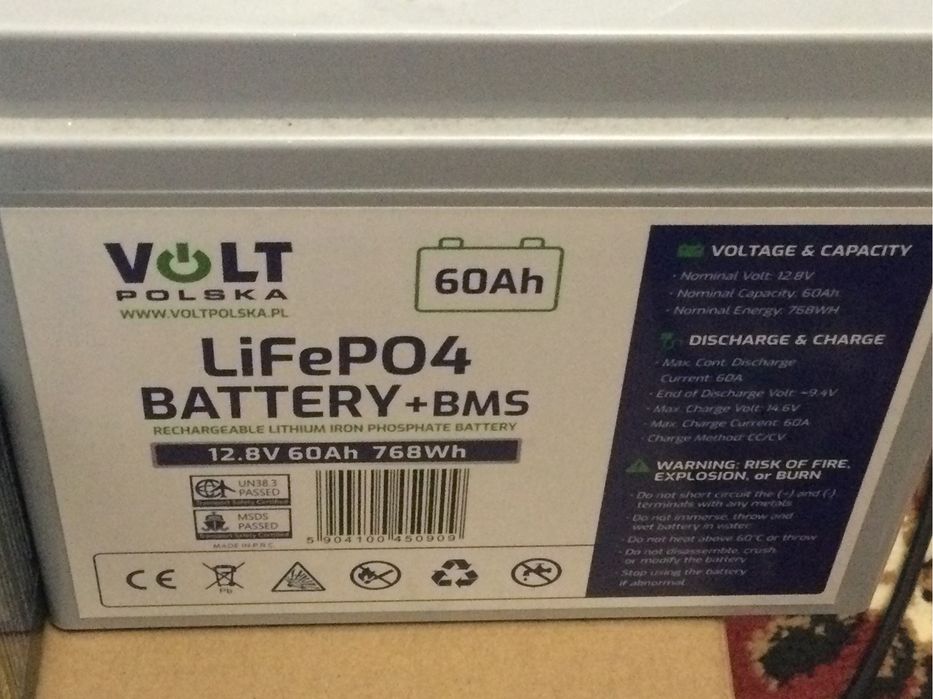 VOLT
POLSKA
WWW.VOLTPOLSKA.PL
60Ah
LiFePO4
BATTERY +BMS
RECHARGEABLE LITHIUM IRON PHOSPHATE BATTERY
12.8V 60Ah 768Wh
UN38.3
PASSED
Transport Safety Certified
MSDS
PASSED
Transport Safety Certified
MADE IN P.R.C.
5 904100 450909
CE
Pb
VOLTAGE & CAPACITY
· Nominal Volt: 12.8V
· Nominal Capacity: 60Ah
· Nominal Energy: 768WH
DISCHARGE & CHARGE
· Max. Cont. Discharge
Current: 60A
· End of Discharge Volt: ~9.4V
· Max. Charge Volt: 14.6V
· Max. Charge Current: 60A
· Charge Method: CC/CV
WARNING: RISK OF FIRE,
EXPLOSION, or BURN
· Do not short circuit the (+) and (-)
terminals with any metals
· Do not immerse, throw and
wet battery in water
· Do not heat above 60°C or throw
· Do not disassemble, crush
or modify the battery
· Stop using the battery
if abnormal